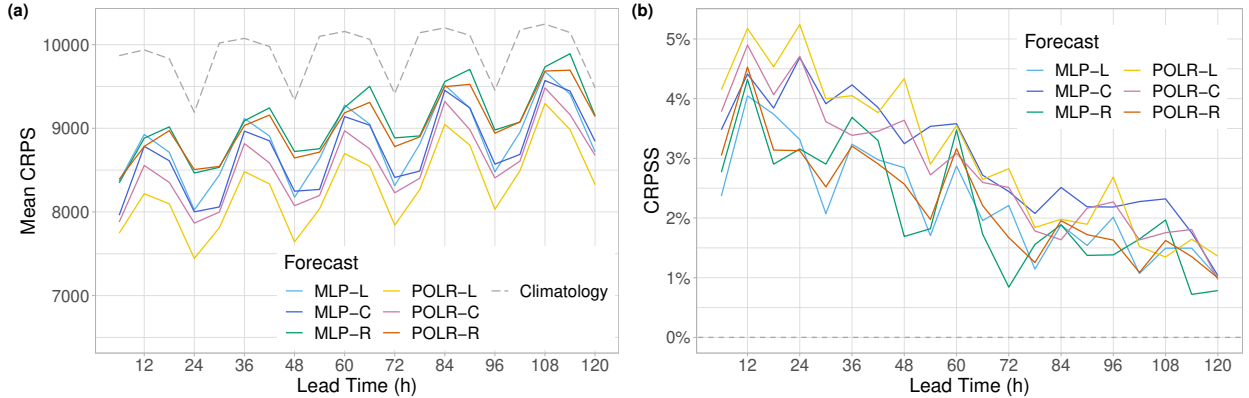 (a)
Mean CRPS
10000
9000
8000
7000
12 24 36 48 60 72 84 96 108 120
Lead Time (h)
Forecast
MLP−L POLR−L Climatology
MLP−C POLR−C
MLP−R POLR−R
(b)
CRPSS
5%
4%
3%
2%
1%
0%
12 24 36 48 60 72 84 96 108 120
Lead Time (h)
Forecast
MLP−L POLR−L
MLP−C POLR−C
MLP−R POLR−R